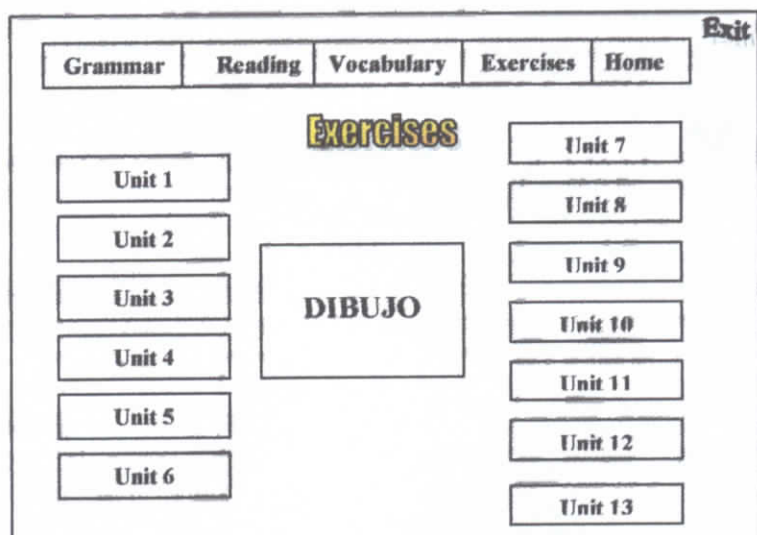 Exit
Grammar Reading Vocabulary Exercises Home
Exercises
Unit 1
Unit 2
Unit 3
Unit 4
Unit 5
Unit 6
DIBUJO
Unit 7
Unit 8
Unit 9
Unit 10
Unit 11
Unit 12
Unit 13